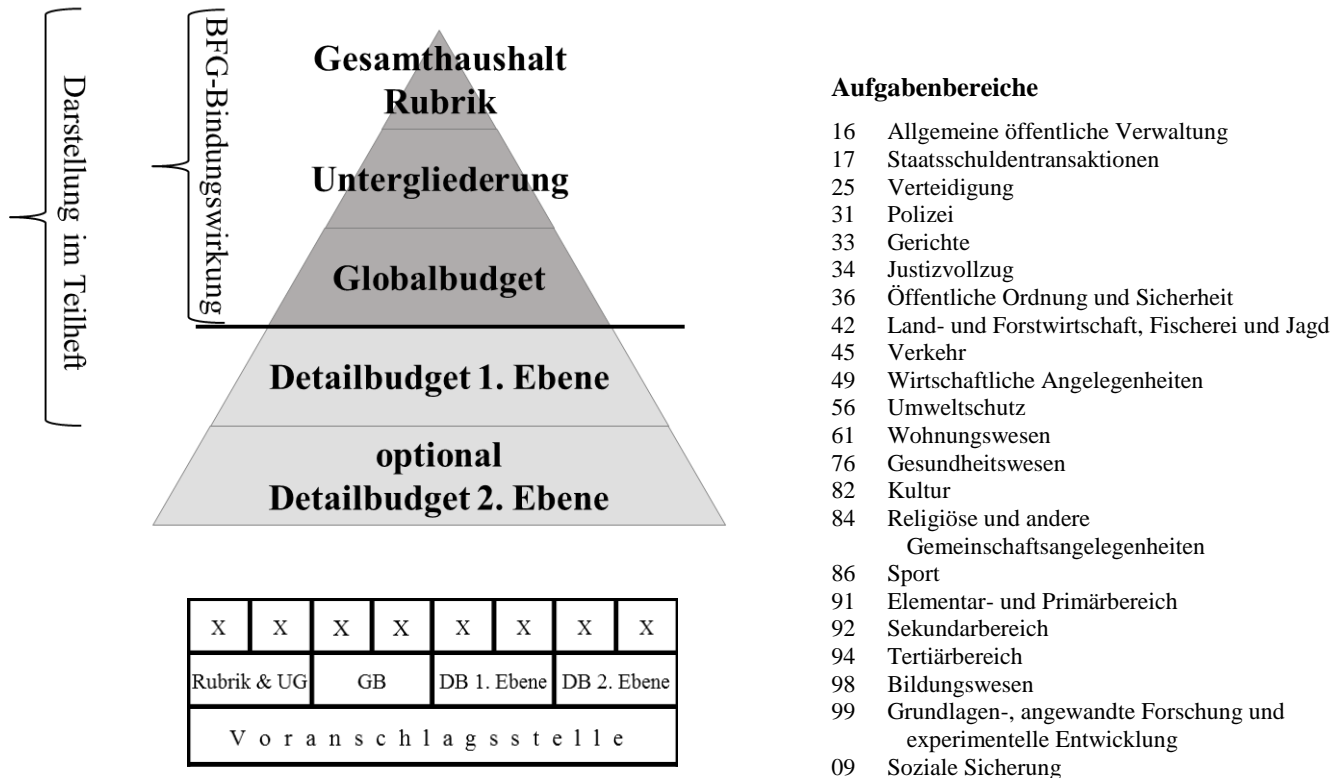 Darstellung im Teilheft
BFG-Bindungswirkung
Gesamthaushalt
Rubrik
Untergliederung
Globalbudget
Detailbudget 1. Ebene
optional
Detailbudget 2. Ebene
X X X X X X X X
Rubrik & UG GB DB 1. Ebene DB 2. Ebene
Voranschlagsstelle
Aufgabenbereiche
16 Allgemeine öffentliche Verwaltung
17 Staatsschuldentransaktionen
25 Verteidigung
31 Polizei
33 Gerichte
34 Justizvollzug
36 Öffentliche Ordnung und Sicherheit
42 Land- und Forstwirtschaft, Fischerei und Jagd
45 Verkehr
49 Wirtschaftliche Angelegenheiten
56 Umweltschutz
61 Wohnungswesen
76 Gesundheitswesen
82 Kultur
84 Religiöse und andere
Gemeinschaftsangelegenheiten
86 Sport
91 Elementar- und Primärbereich
92 Sekundarbereich
94 Tertiärbereich
98 Bildungswesen
99 Grundlagen-, angewandte Forschung und
experimentelle Entwicklung
09 Soziale Sicherung